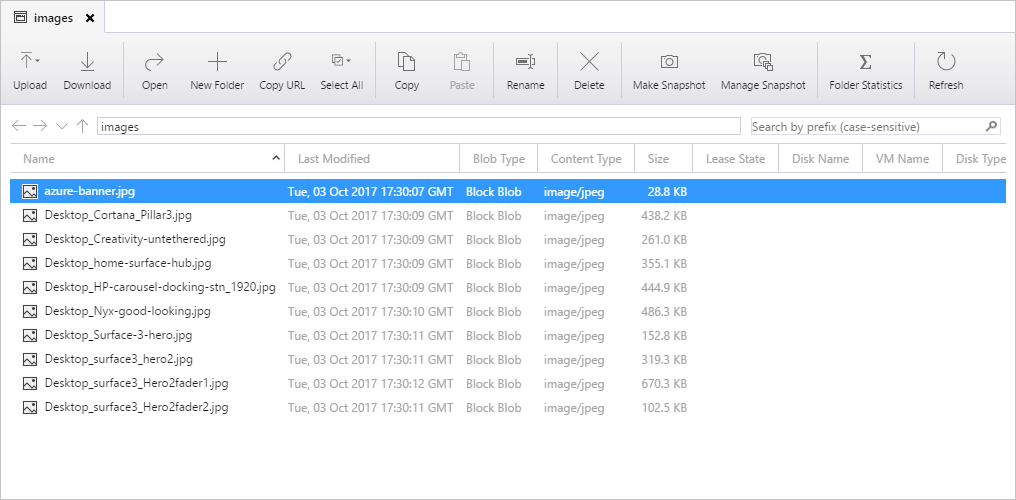 images
Upload Download Open New Folder Copy URL Select All Copy Paste Rename Delete Make Snapshot Manage Snapshot Folder Statistics Refresh
images Search by prefix (case-sensitive)
Name Last Modified Blob Type Content Type Size Lease State Disk Name VM Name Disk Type
azure-banner.jpg Tue, 03 Oct 2017 17:30:07 GMT Block Blob image/jpeg 28.8 KB
Desktop_Cortana_Pillar3.jpg Tue, 03 Oct 2017 17:30:09 GMT Block Blob image/jpeg 438.2 KB
Desktop_Creativity-untethered.jpg Tue, 03 Oct 2017 17:30:09 GMT Block Blob image/jpeg 261.0 KB
Desktop_home-surface-hub.jpg Tue, 03 Oct 2017 17:30:09 GMT Block Blob image/jpeg 355.1 KB
Desktop_HP-carousel-docking-stn_1920.jpg Tue, 03 Oct 2017 17:30:09 GMT Block Blob image/jpeg 444.9 KB
Desktop_Nyx-good-looking.jpg Tue, 03 Oct 2017 17:30:10 GMT Block Blob image/jpeg 486.3 KB
Desktop_Surface-3-hero.jpg Tue, 03 Oct 2017 17:30:11 GMT Block Blob image/jpeg 152.8 KB
Desktop_surface3_hero2.jpg Tue, 03 Oct 2017 17:30:11 GMT Block Blob image/jpeg 319.3 KB
Desktop_surface3_Hero2fader1.jpg Tue, 03 Oct 2017 17:30:12 GMT Block Blob image/jpeg 670.3 KB
Desktop_surface3_Hero2fader2.jpg Tue, 03 Oct 2017 17:30:11 GMT Block Blob image/jpeg 102.5 KB